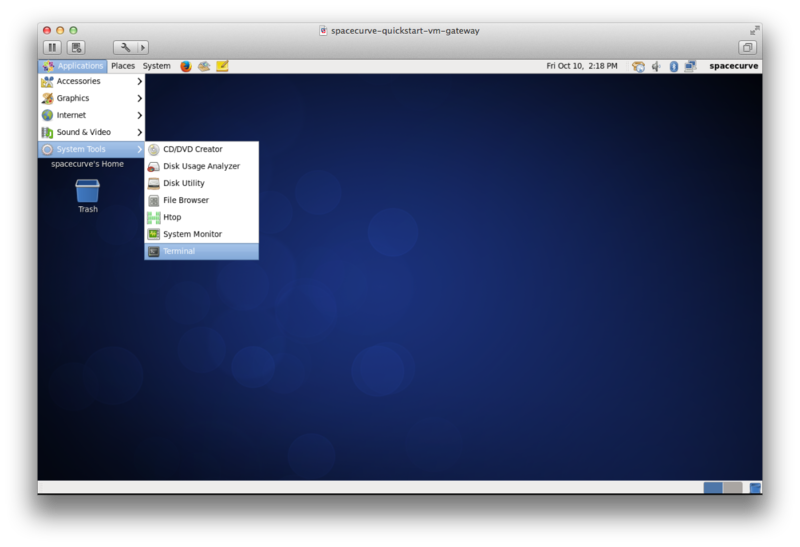 spacecurve-quickstart-vm-gateway
Applications Places System Fri Oct 10, 2:18 PM spacecurve
Accessories
Graphics
Internet
Sound & Video
System Tools
CD/DVD Creator
Disk Usage Analyzer
Disk Utility
File Browser
Htop
System Monitor
Terminal
spacecurve's Home
Trash